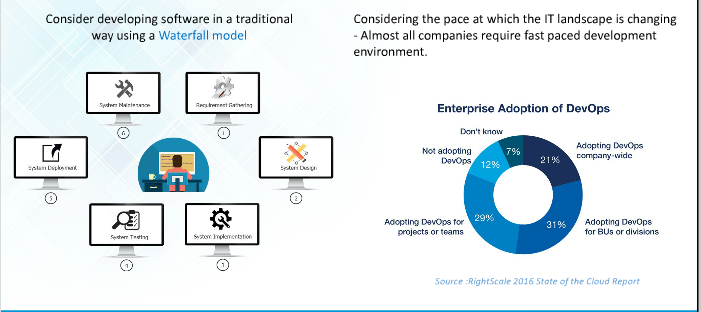 Consider developing software in a traditional
way using a Waterfall model
System Maintenance
6
Requirement Gathering
1
System Deployment
5
System Design
2
System Testing
4
System Implementation
3
Considering the pace at which the IT landscape is changing
- Almost all companies require fast paced development
environment.
Enterprise Adoption of DevOps
Don't know
7%
Not adopting
DevOps
12%
21%
Adopting DevOps
company-wide
Adopting DevOps for
projects or teams
29%
31%
Adopting DevOps
for BUs or divisions
Source :RightScale 2016 State of the Cloud Report